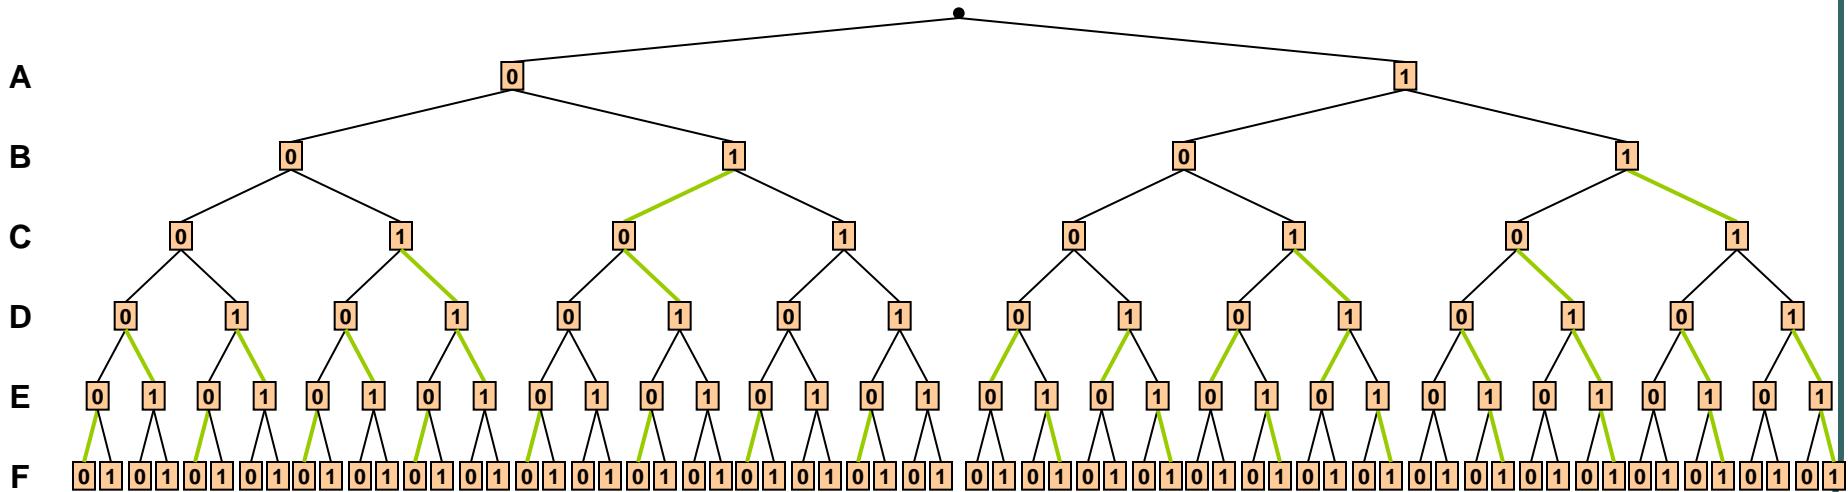 A 0 1
B 0 1 0 1
C 0 1 0 1 0 1 0 1
D 0 1 0 1 0 1 0 1 0 1 0 1 0 1 0 1
E 0 1 0 1 0 1 0 1 0 1 0 1 0 1 0 1 0 1 0 1 0 1 0 1 0 1 0 1 0 1 0 1
F 0 1 0 1 0 1 0 1 0 1 0 1 0 1 0 1 0 1 0 1 0 1 0 1 0 1 0 1 0 1 0 1 0 1 0 1 0 1 0 1 0 1 0 1 0 1 0 1 0 1 0 1 0 1 0 1 0 1 0 1 0 1 0 1